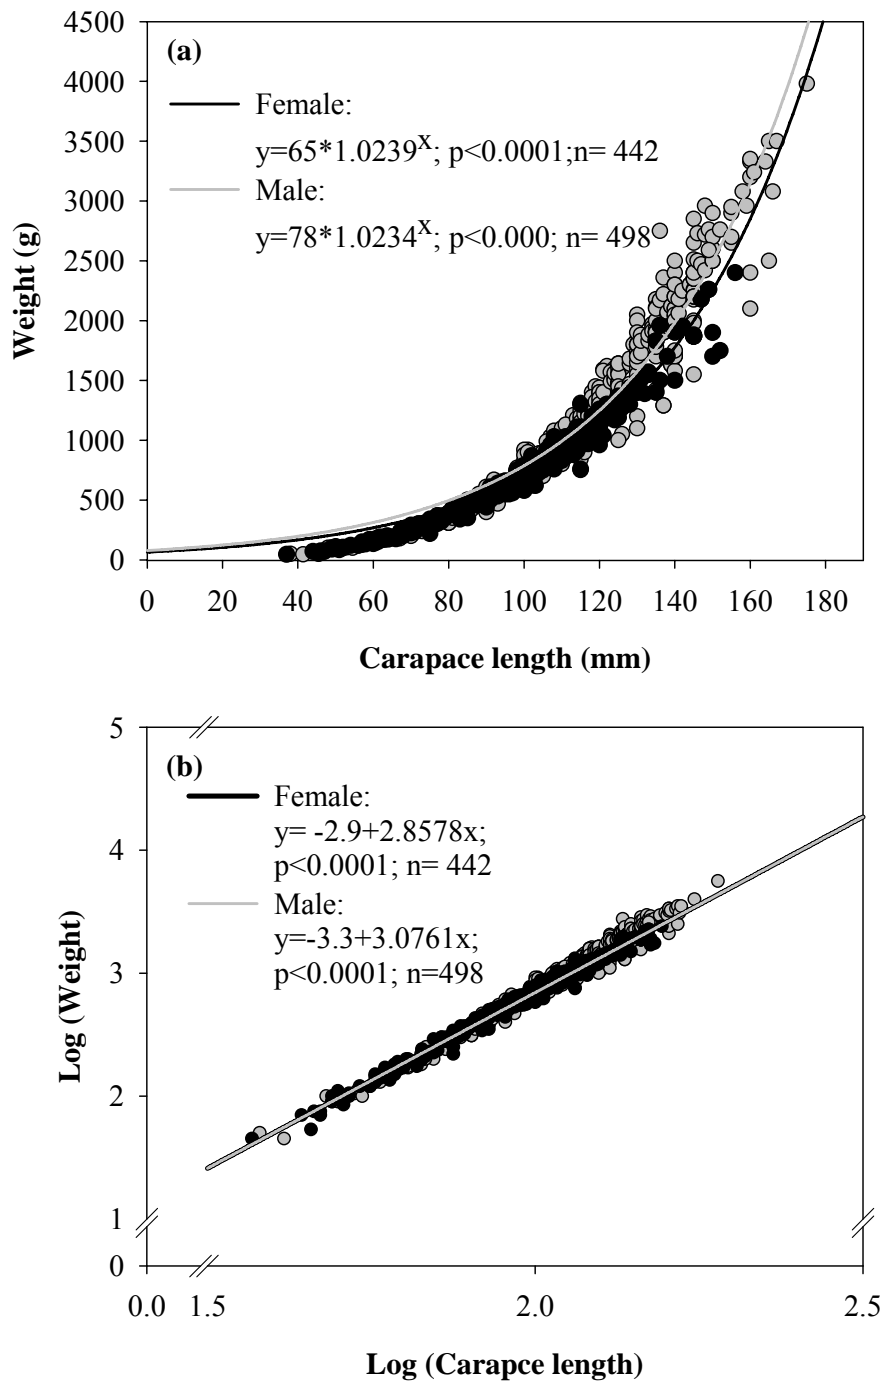 (a)
Female:
y=65*1.0239^x; p<0.0001;n= 442
Male:
y=78*1.0234^x; p<0.000; n= 498
4500
4000
3500
3000
2500
2000
1500
1000
500
0
Weight (g)
0 20 40 60 80 100 120 140 160 180
Carapace length (mm)
(b)
Female:
y= -2.9+2.8578x;
p<0.0001; n= 442
Male:
y=-3.3+3.0761x;
p<0.0001; n=498
5
4
3
2
1
0
Log (Weight)
0.0 1.5 2.0 2.5
Log (Carapce length)